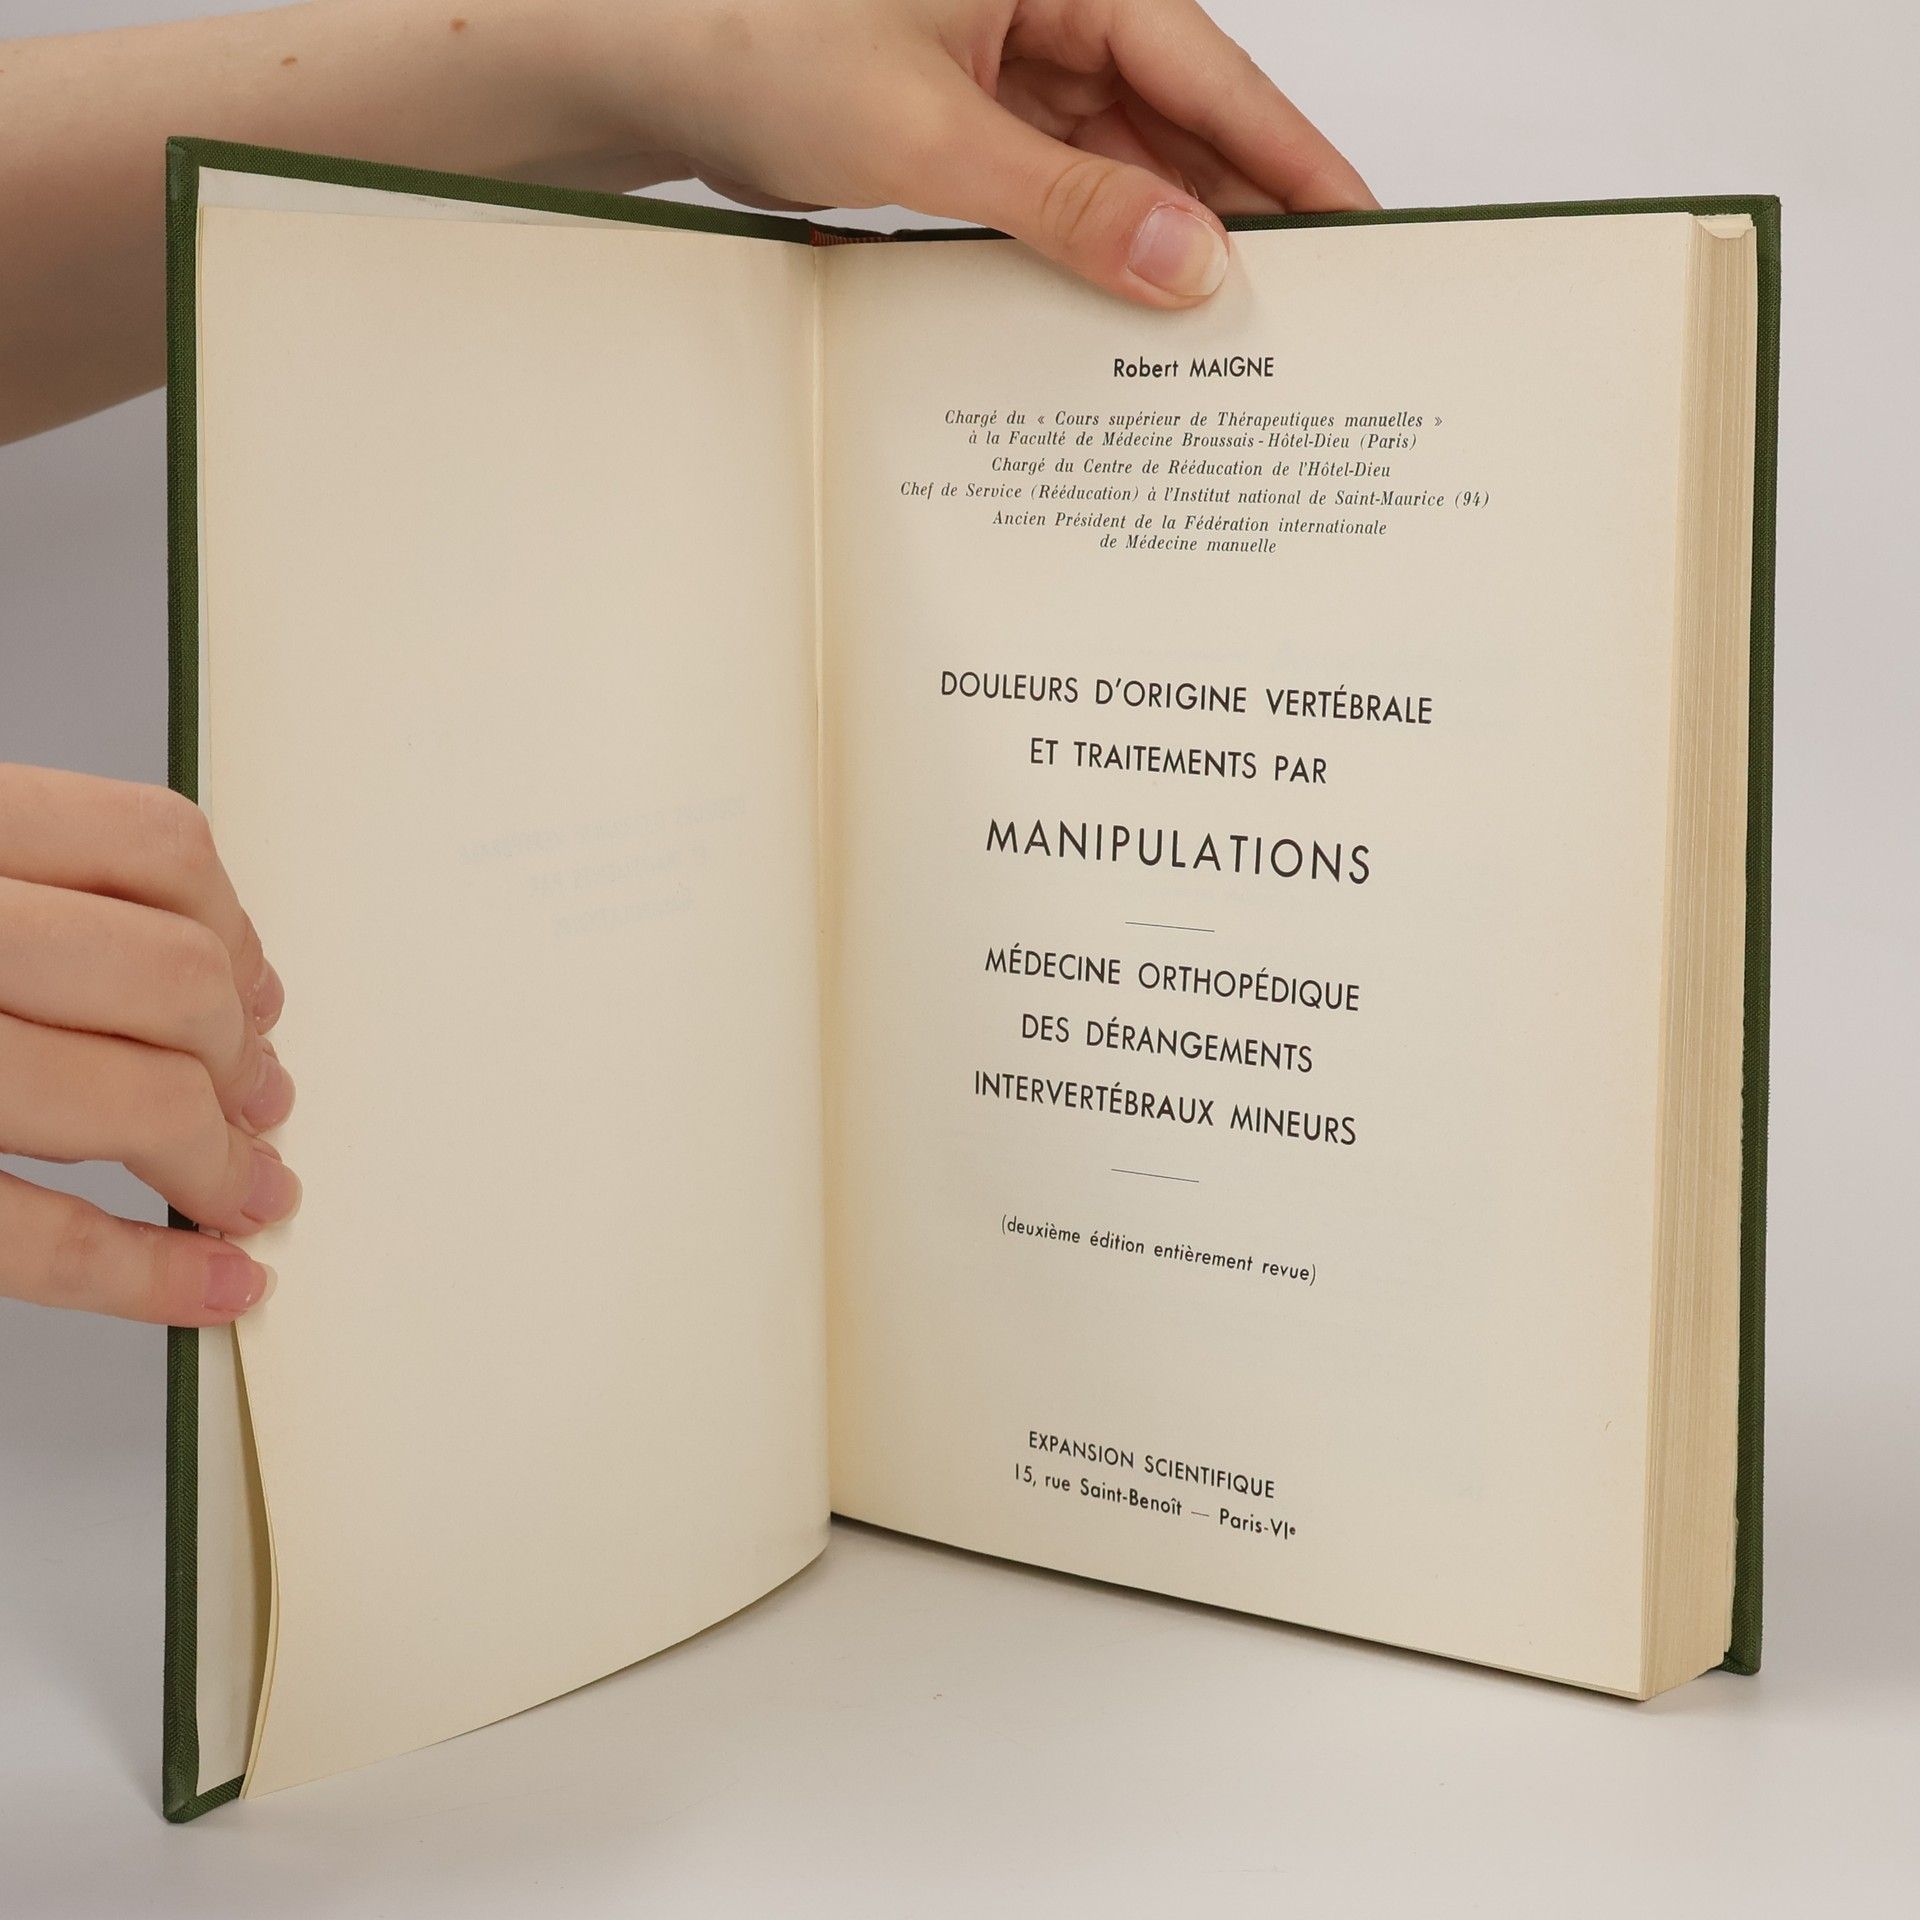 Robert MAIGNE
Chargé du « Cours supérieur de Thérapeutiques manuelles »
à la Faculté de Médecine Broussais - Hôtel-Dieu (Paris)
Chargé du Centre de Rééducation de l'Hôtel-Dieu
Chef de Service (Rééducation) à l'Institut national de Saint-Maurice (94)
Ancien Président de la Fédération internationale
de Médecine manuelle
DOULEURS D'ORIGINE VERTÉBRALE
ET TRAITEMENTS PAR
MANIPULATIONS
MÉDECINE ORTHOPÉDIQUE
DES DÉRANGEMENTS
INTERVERTÉBRAUX MINEURS
(deuxième édition entièrement revue)
EXPANSION SCIENTIFIQUE
15, rue Saint-Benoît — Paris-VIe